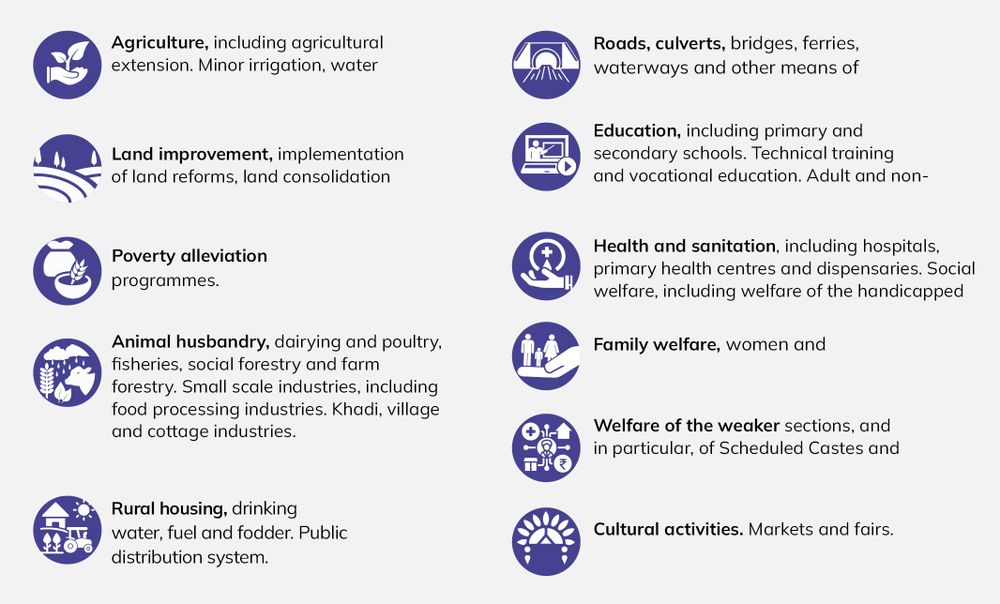 Agriculture, including agricultural
extension. Minor irrigation, water
Land improvement, implementation
of land reforms, land consolidation
Poverty alleviation
programmes.
Animal husbandry, dairying and poultry,
fisheries, social forestry and farm
forestry. Small scale industries, including
food processing industries. Khadi, village
and cottage industries.
Rural housing, drinking
water, fuel and fodder. Public
distribution system.
Roads, culverts, bridges, ferries,
waterways and other means of
Education, including primary and
secondary schools. Technical training
and vocational education. Adult and non-
Health and sanitation, including hospitals,
primary health centres and dispensaries. Social
welfare, including welfare of the handicapped
Family welfare, women and
Welfare of the weaker sections, and
in particular, of Scheduled Castes and
₹
Cultural activities. Markets and fairs.